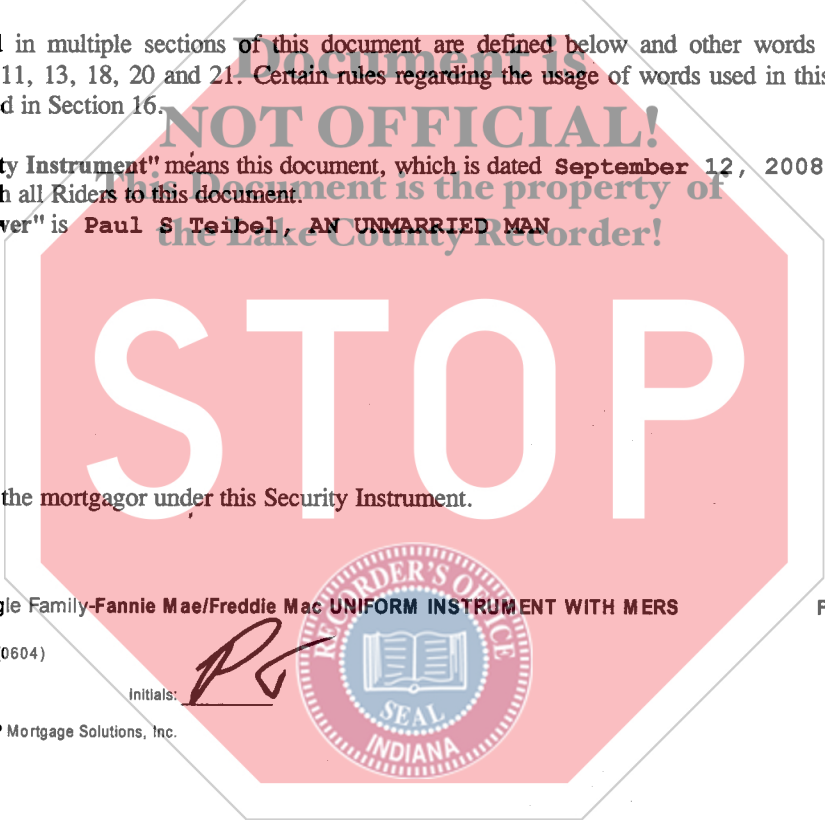 in multiple sections of this document are defined below and other words
Document is
11, 13, 18, 20 and 21. Certain rules regarding the usage of words used in this
d in Section 16.
NOT OFFICIAL!
ty Instrument" means this document, which is dated September 12, 2008
This Document is the property of
h all Riders to this document.
ver" is Paul S Teibel, AN UNMARRIED MAN
the Lake County Recorder!
STOP
the mortgagor under this Security Instrument.
RECORDER'S OFFICE
gle Family-Fannie Mae/Freddie Mac UNIFORM INSTRUMENT WITH MERS
0604)
Initials:
SEAL
Mortgage Solutions, Inc.
INDIANA